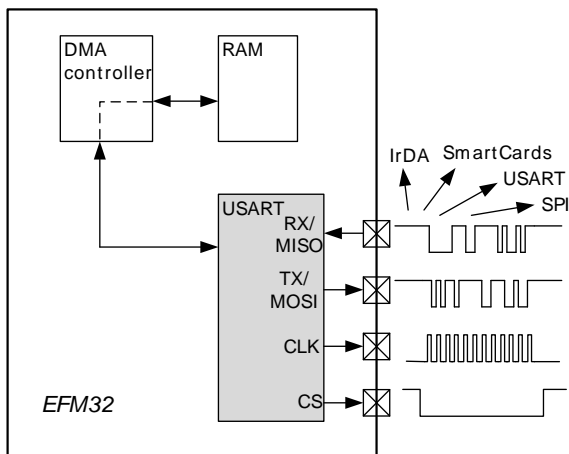 DMA
controller
RAM
IrDA
SmartCards
USART
SPI
USART
RX/
MISO
TX/
MOSI
CLK
CS
EFM32